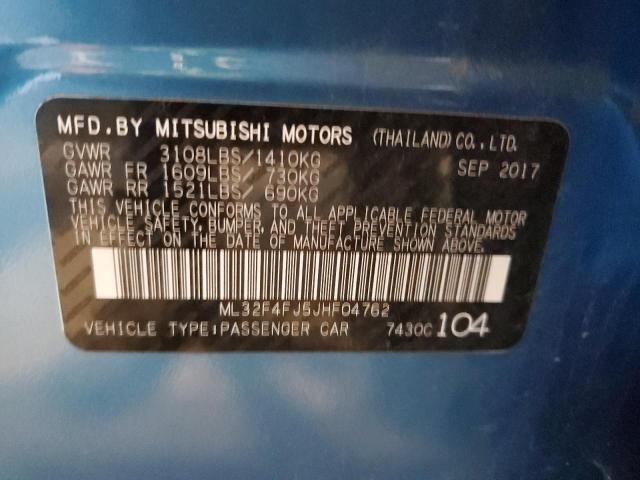 MFD.BY MITSUBISHI MOTORS (THAILAND) CO., LTD.
GVWR 3108LBS/1410KG SEP 2017
GAWR FR 1609LBS/ 730KG
GAWR RR 1521LBS/ 690KG
THIS VEHICLE CONFORMS TO ALL APPLICABLE FEDERAL MOTOR
VEHICLE SAFETY, BUMPER, AND THEFT PREVENTION STANDARDS
IN EFFECT ON THE DATE OF MANUFACTURE SHOWN ABOVE.
ML32F4FJ5JHF04762
VEHICLE TYPE:PASSENGER CAR 7430C 104